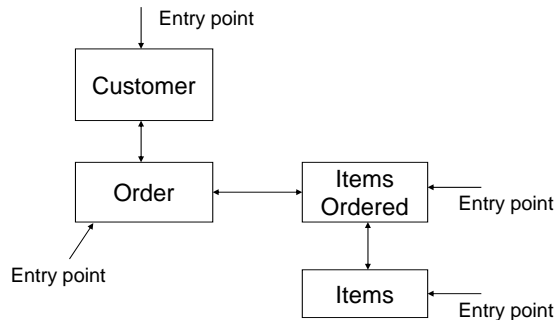 Entry point
Customer
Order
Items
Ordered
Entry point
Entry point
Items
Entry point